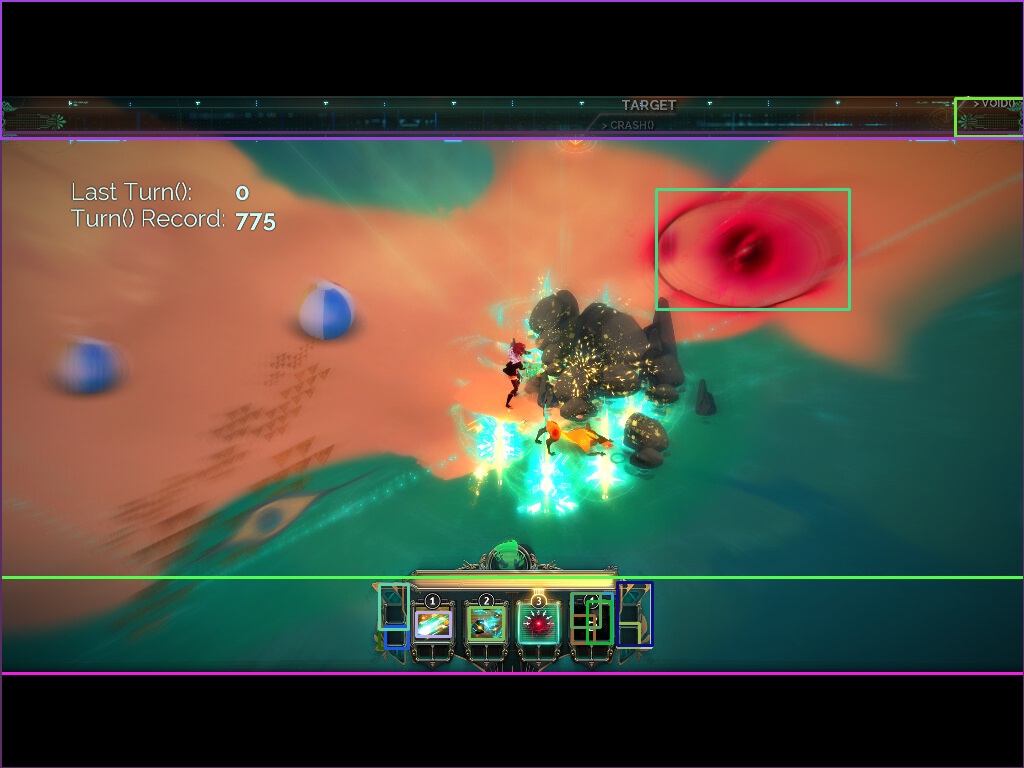 TARGET
> VOID()
> CRASH()
Last Turn(): 0
Turn() Record: 775
1
2
3